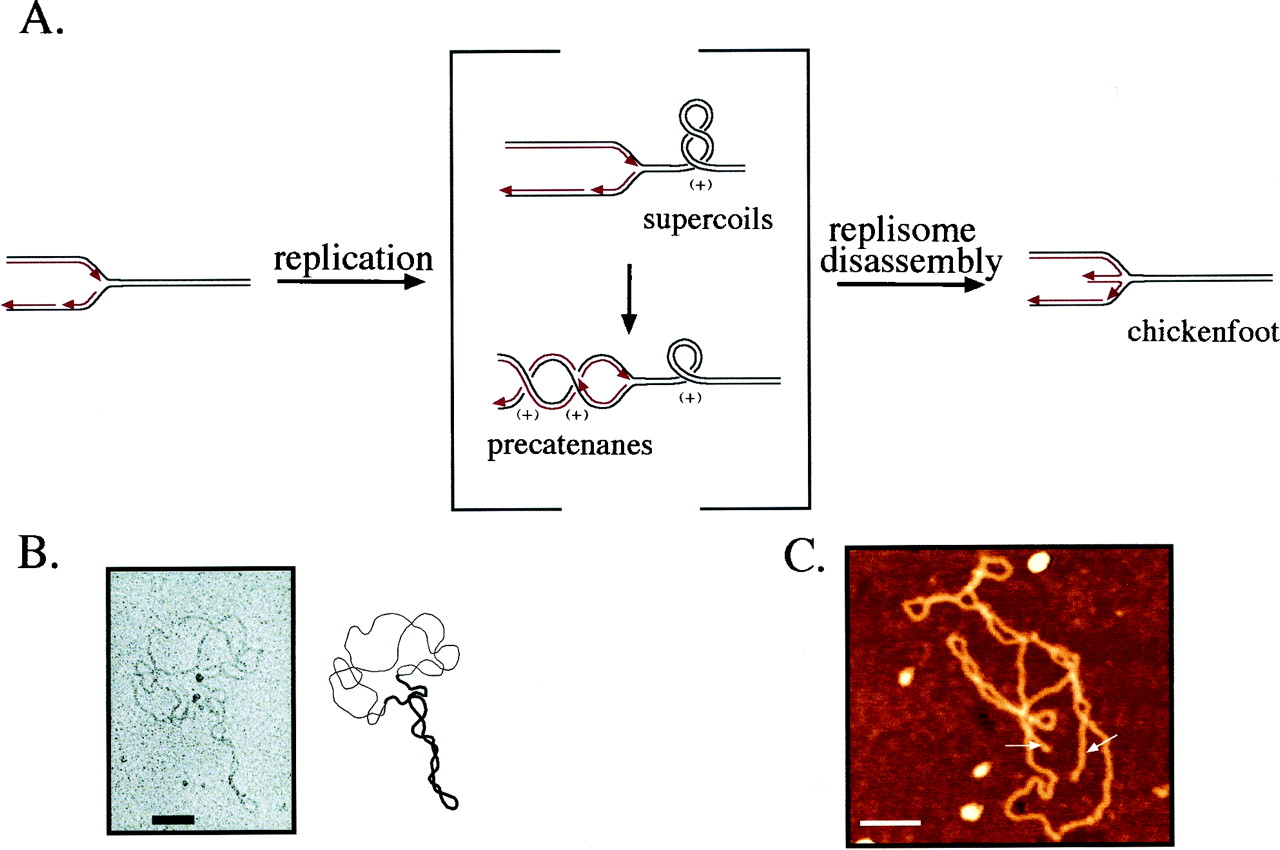 A.
replication
(+)
supercoils
(+)
(+)
(+)
precatenanes
replisome
disassembly
chickenfoot
B.
C.